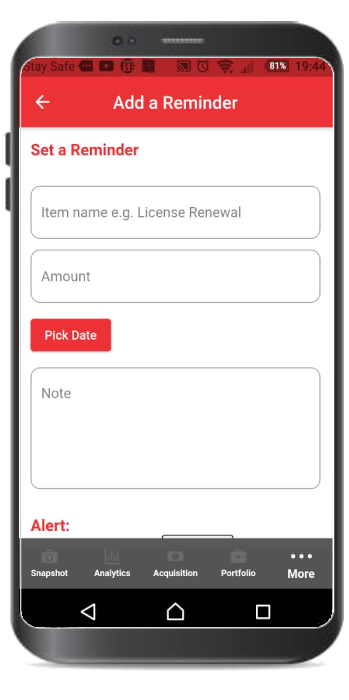 Stay Safe 81% 19:44
Add a Reminder
Set a Reminder
Item name e.g. License Renewal
Amount
Pick Date
Note
Alert:
Snapshot Analytics Acquisition Portfolio More